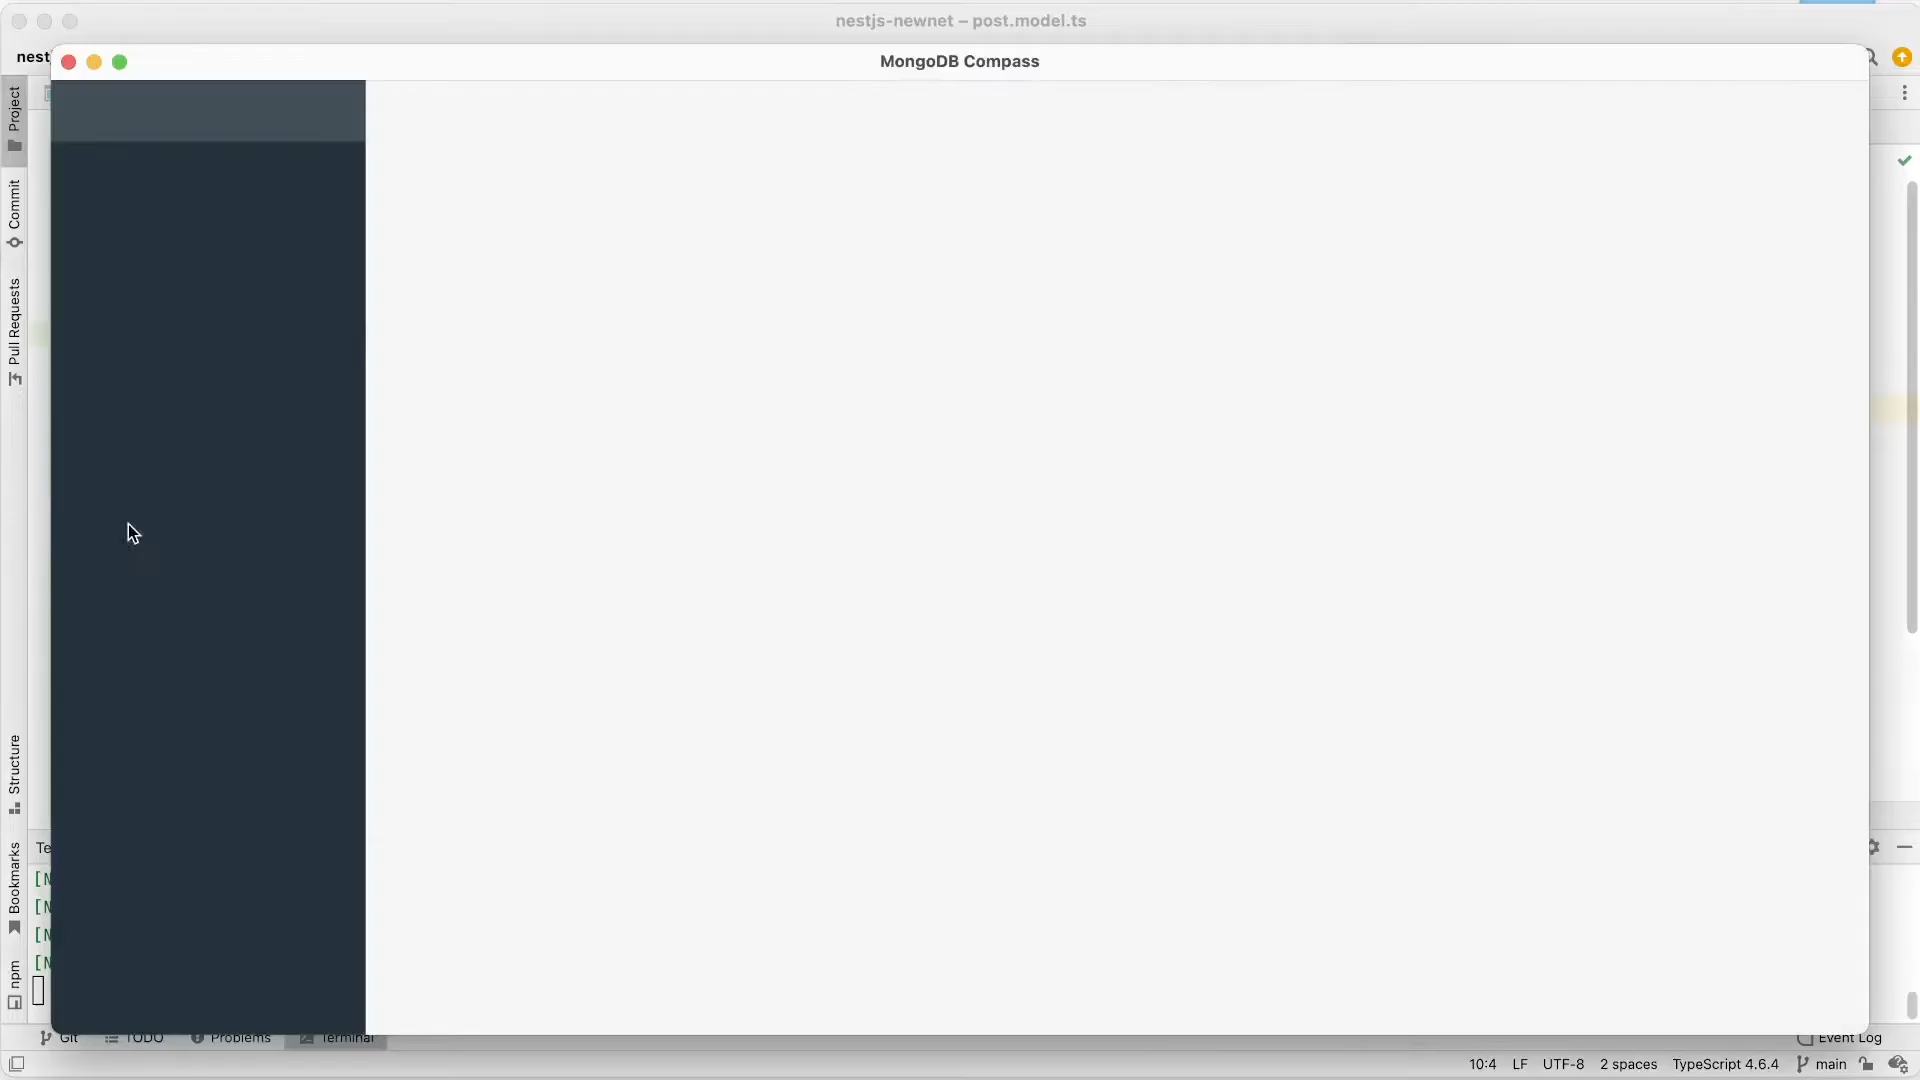 nestjs-newnet – post.model.ts
nest
MongoDB Compass
Project
Commit
Pull Requests
Structure
Bookmarks
npm
Te
[N
[N
[N
[N
Git
TODO
Problems
Terminal
Event Log
10:4
LF
UTF-8
2 spaces
TypeScript 4.6.4
main